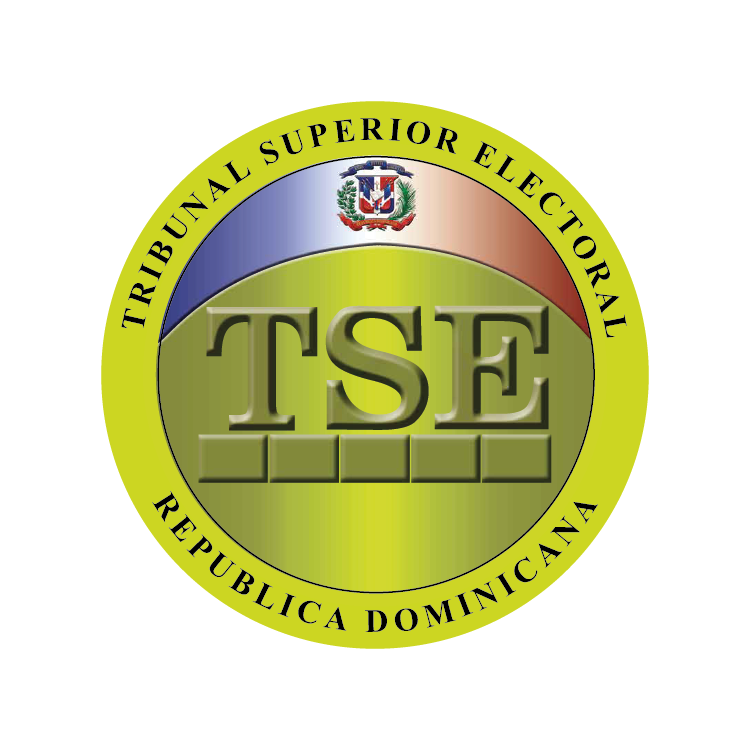 TRIBUNAL SUPERIOR ELECTORAL
TSE
REPUBLICA DOMINICANA